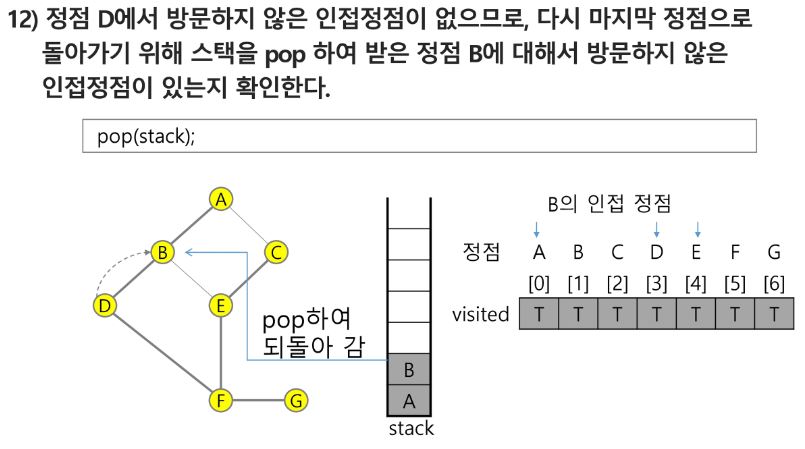 12) 정점 D에서 방문하지 않은 인접정점이 없으므로, 다시 마지막 정점으로
돌아가기 위해 스택을 pop 하여 받은 정점 B에 대해서 방문하지 않은
인접정점이 있는지 확인한다.
pop(stack);
A
B
C
D
E
F
G
pop하여
되돌아 감
B
A
stack
B의 인접 정점
정점 A B C D E F G
[0] [1] [2] [3] [4] [5] [6]
visited T T T T T T T